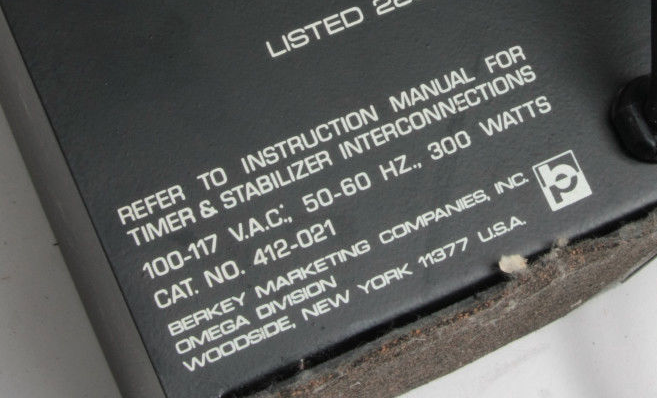 LISTED
REFER TO INSTRUCTION MANUAL FOR
TIMER & STABILIZER INTERCONNECTIONS
100-117 V.A.C., 50-60 HZ., 300 WATTS
CAT. NO. 412-021
BERKEY MARKETING COMPANIES, INC.
OMEGA DIVISION
WOODSIDE, NEW YORK 11377 U.S.A.